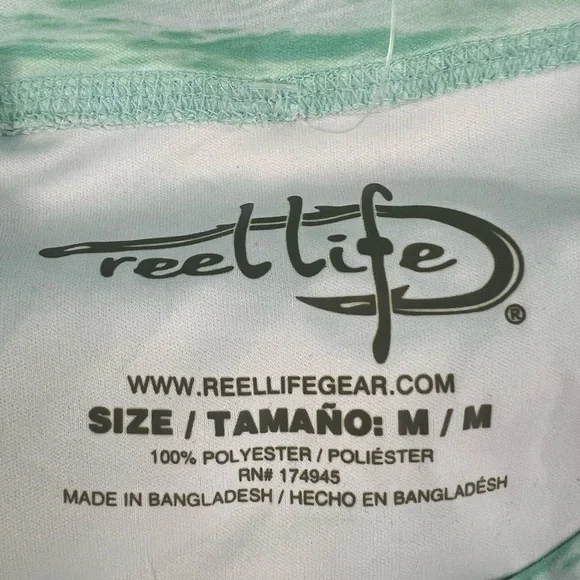 reel life
®
WWW.REELLIFEGEAR.COM
SIZE / TAMAÑO: M / M
100% POLYESTER / POLIÉSTER
RN# 174945
MADE IN BANGLADESH / HECHO EN BANGLADÉSH